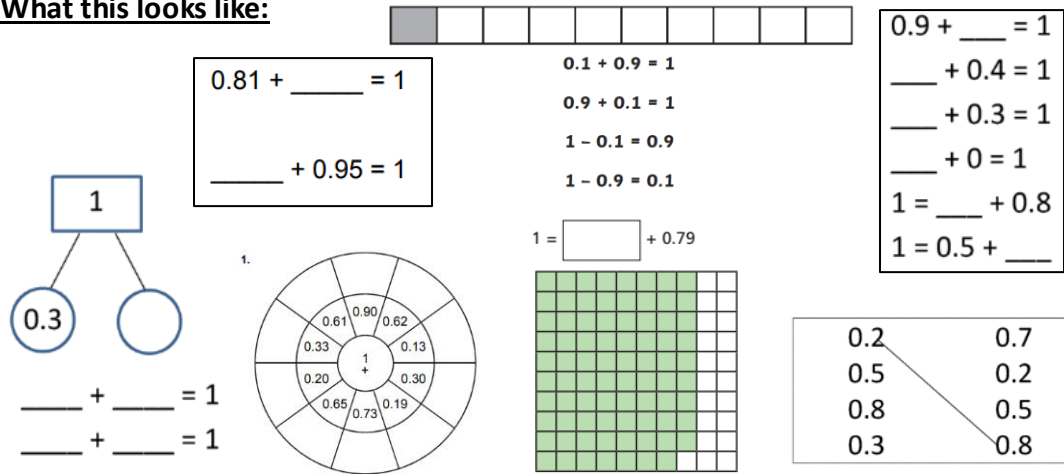 What this looks like:
0.81 + _____ = 1
_____ + 0.95 = 1
0.1 + 0.9 = 1
0.9 + 0.1 = 1
1 – 0.1 = 0.9
1 – 0.9 = 0.1
0.9 + ___ = 1
___ + 0.4 = 1
___ + 0.3 = 1
___ + 0 = 1
1 = ___ + 0.8
1 = 0.5 + ___
1
0.3
____ + ____ = 1
____ + ____ = 1
1.
0.90
0.62
0.13
0.30
0.19
0.73
0.65
0.20
0.33
0.61
1
+
1 = + 0.79
0.2 0.7
0.5 0.2
0.8 0.5
0.3 0.8